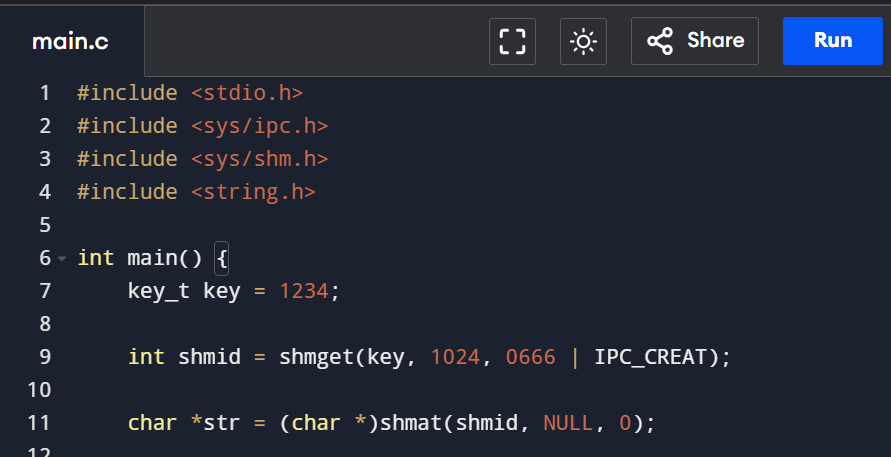 main.c
Share
Run
1 #include <stdio.h>
2 #include <sys/ipc.h>
3 #include <sys/shm.h>
4 #include <string.h>
5
6 int main() {
7     key_t key = 1234;
8
9     int shmid = shmget(key, 1024, 0666 | IPC_CREAT);
10
11     char *str = (char *)shmat(shmid, NULL, 0);
12